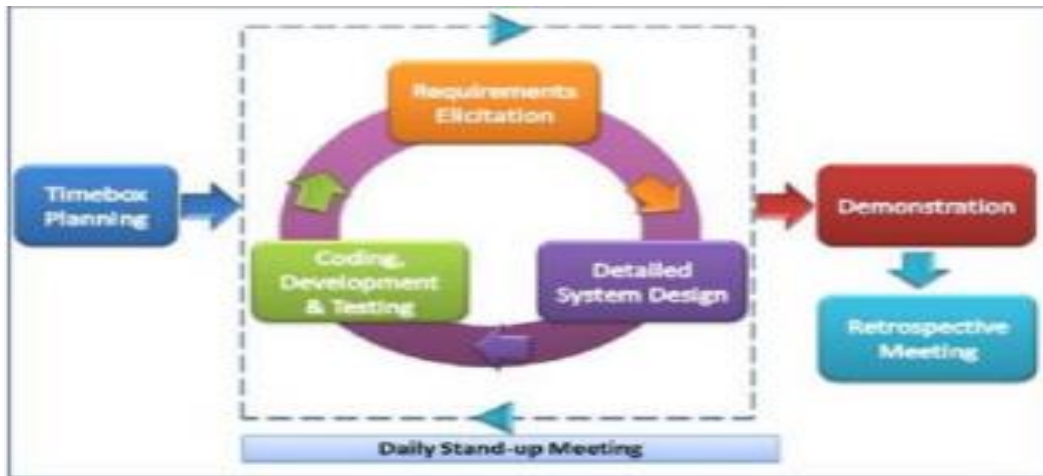 Requirements
Elicitation
Timebox
Planning
Demonstration
Coding,
Development
& Testing
Detailed
System Design
Retrospective
Meeting
Daily Stand-up Meeting